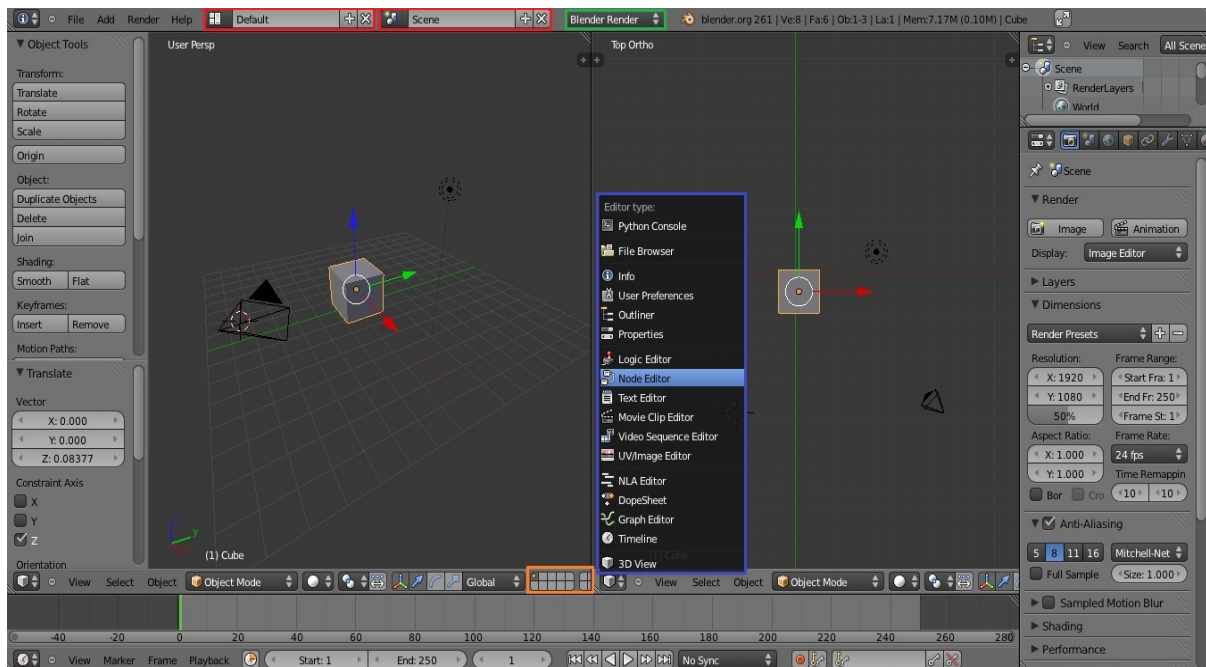 File Add Render Help Default Scene Blender Render blender.org 261 | Ve:8 | Fa:6 | Ob:1-3 | La:1 | Mem:7.17M (0.10M) | Cube
Object Tools
Transform:
Translate
Rotate
Scale
Origin
Object:
Duplicate Objects
Delete
Join
Shading:
Smooth Flat
Keyframes:
Insert Remove
Motion Paths:
Translate
Vector
X: 0.000
Y: 0.000
Z: 0.08377
Constraint Axis
X
Y
Z
Orientation
User Persp
z
y
(1) Cube
View Select Object Object Mode Global
Top Ortho
Editor type:
Python Console
File Browser
Info
User Preferences
Outliner
Properties
Logic Editor
Node Editor
Text Editor
Movie Clip Editor
Video Sequence Editor
UV/Image Editor
NLA Editor
DopeSheet
Graph Editor
Timeline
3D View
(1) Cube
View Select Object Object Mode
View Search All Scene
Scene
RenderLayers
World
Scene
Render
Image Animation
Display: Image Editor
Layers
Dimensions
Render Presets
Resolution: Frame Range:
X: 1920 Start Fra: 1
Y: 1080 End Fr: 250
50% Frame St: 1
Aspect Ratio: Frame Rate:
X: 1.000 24 fps
Y: 1.000 Time Remappin
Bor Cro 10 10
Anti-Aliasing
5 8 11 16 Mitchell-Net
Full Sample Size: 1.000
Sampled Motion Blur
Shading
Performance
-40 -20 0 20 40 60 80 100 120 140 160 180 200 220 240 260 280
View Marker Frame Playback Start: 1 End: 250 1 No Sync